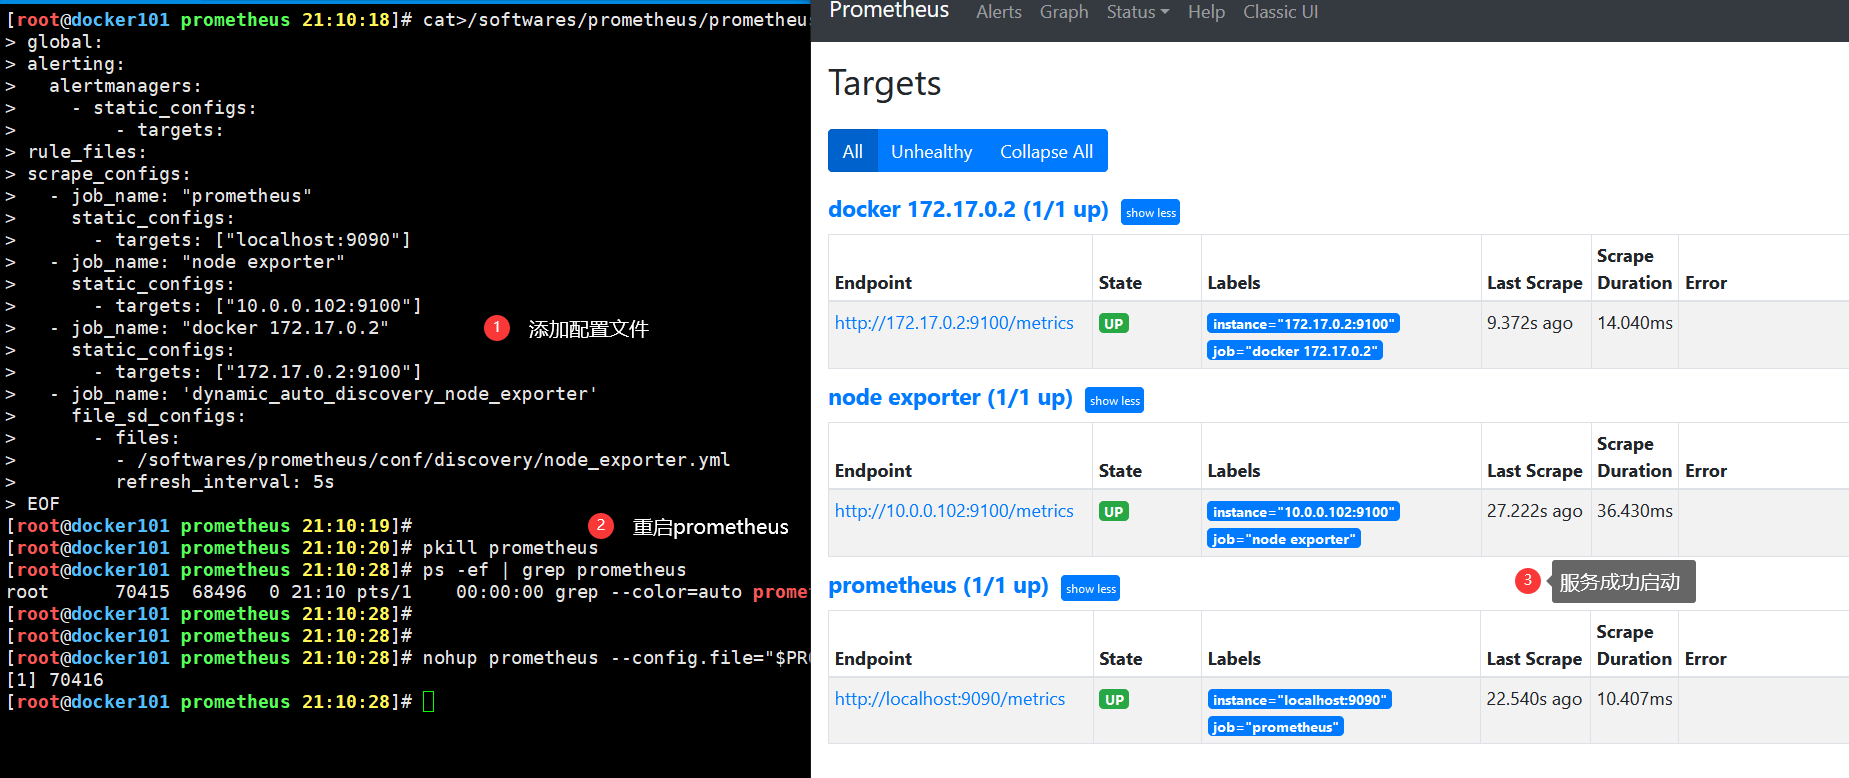 [root@docker101 prometheus 21:10:18]# cat>/softwares/prometheus/prometheus
> global:
> alerting:
>   alertmanagers:
>     - static_configs:
>         - targets:
> rule_files:
> scrape_configs:
>   - job_name: "prometheus"
>     static_configs:
>       - targets: ["localhost:9090"]
>   - job_name: "node exporter"
>     static_configs:
>       - targets: ["10.0.0.102:9100"]
>   - job_name: "docker 172.17.0.2"
1 添加配置文件
>     static_configs:
>       - targets: ["172.17.0.2:9100"]
>   - job_name: 'dynamic_auto_discovery_node_exporter'
>     file_sd_configs:
>       - files:
>         - /softwares/prometheus/conf/discovery/node_exporter.yml
>         refresh_interval: 5s
> EOF
[root@docker101 prometheus 21:10:19]#
2 重启prometheus
[root@docker101 prometheus 21:10:20]# pkill prometheus
[root@docker101 prometheus 21:10:28]# ps -ef | grep prometheus
root      70415  68496  0 21:10 pts/1    00:00:00 grep --color=auto promet
[root@docker101 prometheus 21:10:28]#
[root@docker101 prometheus 21:10:28]#
[root@docker101 prometheus 21:10:28]# nohup prometheus --config.file="$PRO
[1] 70416
[root@docker101 prometheus 21:10:28]#
Prometheus Alerts Graph Status Help Classic UI
Targets
All Unhealthy Collapse All
docker 172.17.0.2 (1/1 up) show less
Endpoint State Labels Last Scrape Scrape Duration Error
http://172.17.0.2:9100/metrics UP instance="172.17.0.2:9100" 9.372s ago 14.040ms
job="docker 172.17.0.2"
node exporter (1/1 up) show less
Endpoint State Labels Last Scrape Scrape Duration Error
http://10.0.0.102:9100/metrics UP instance="10.0.0.102:9100" 27.222s ago 36.430ms
job="node exporter"
prometheus (1/1 up) show less
3 服务成功启动
Endpoint State Labels Last Scrape Scrape Duration Error
http://localhost:9090/metrics UP instance="localhost:9090" 22.540s ago 10.407ms
job="prometheus"